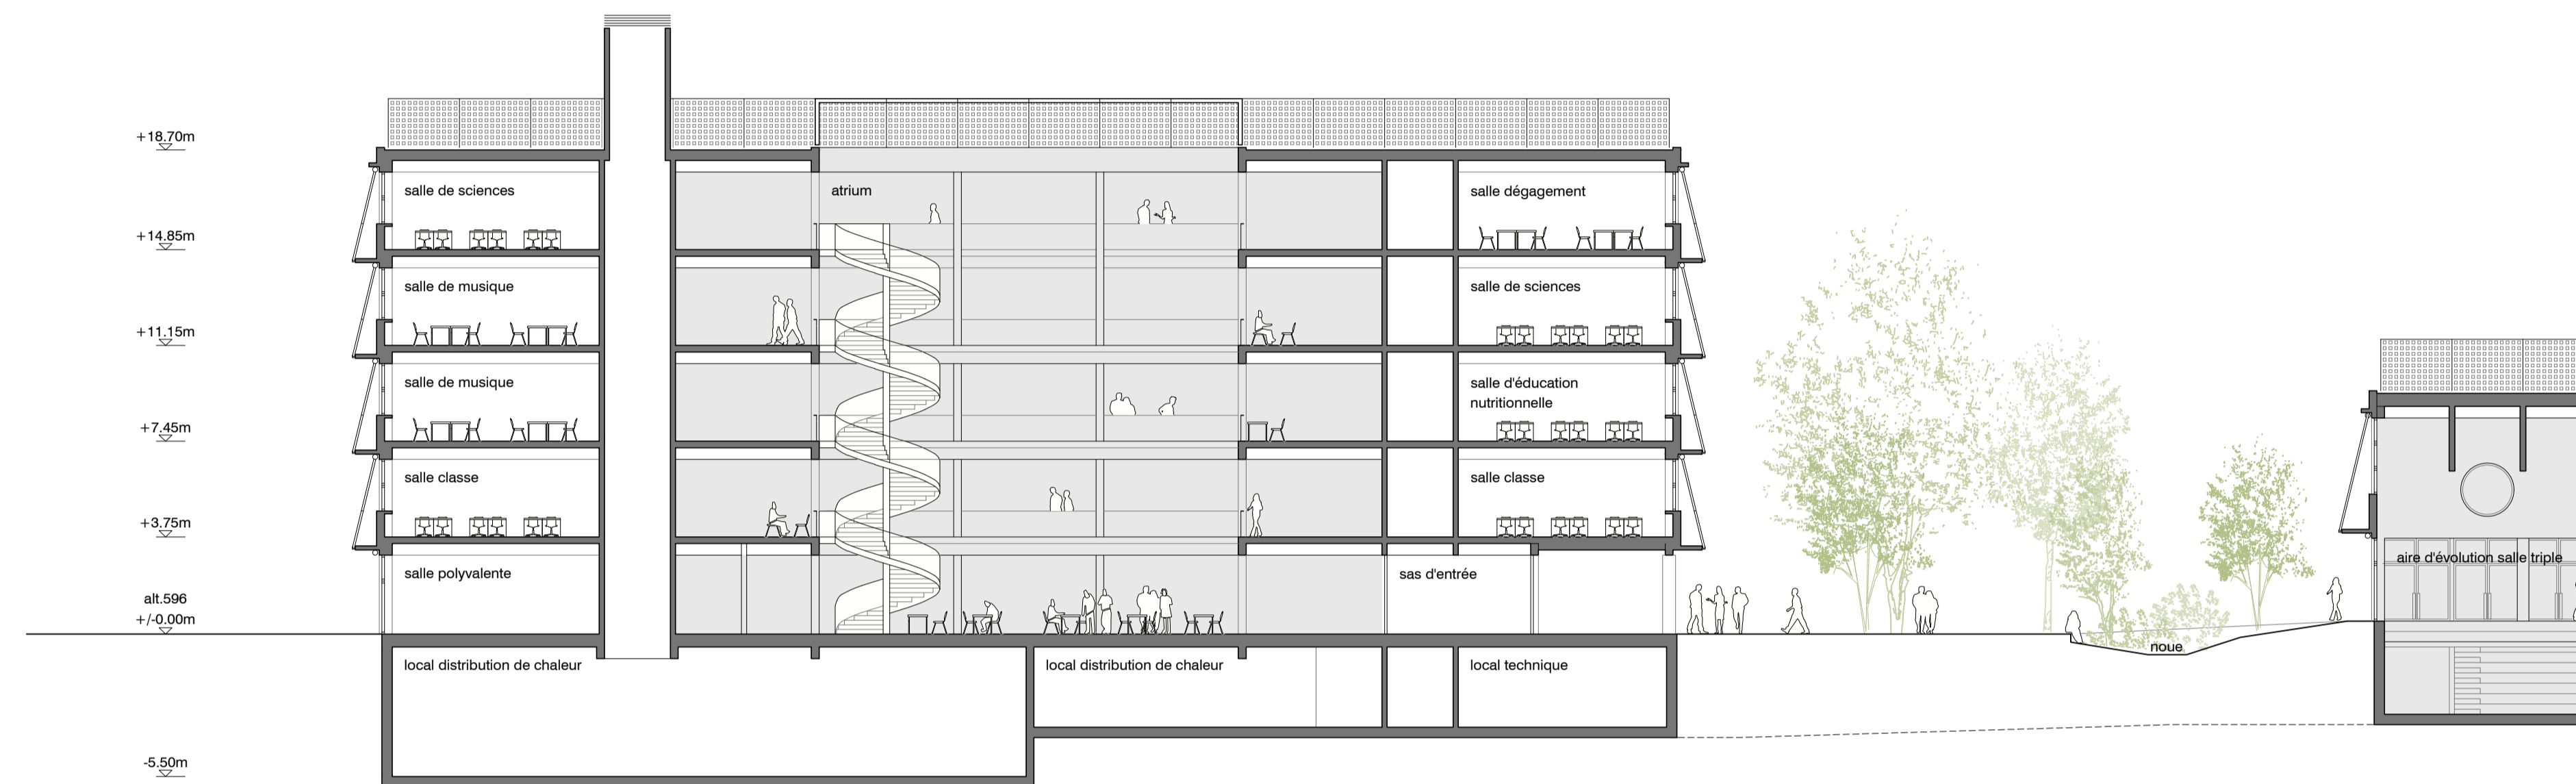 +18.70m
salle de sciences
atrium
salle dégagement
+14.85m
salle de musique
salle de sciences
+11.15m
salle de musique
salle d'éducation
nutritionnelle
+7.45m
salle classe
salle classe
+3.75m
aire d'évolution salle triple
salle polyvalente
sas d'entrée
alt.596
+/-0.00m
noue
local distribution de chaleur
local distribution de chaleur
local technique
-5.50m